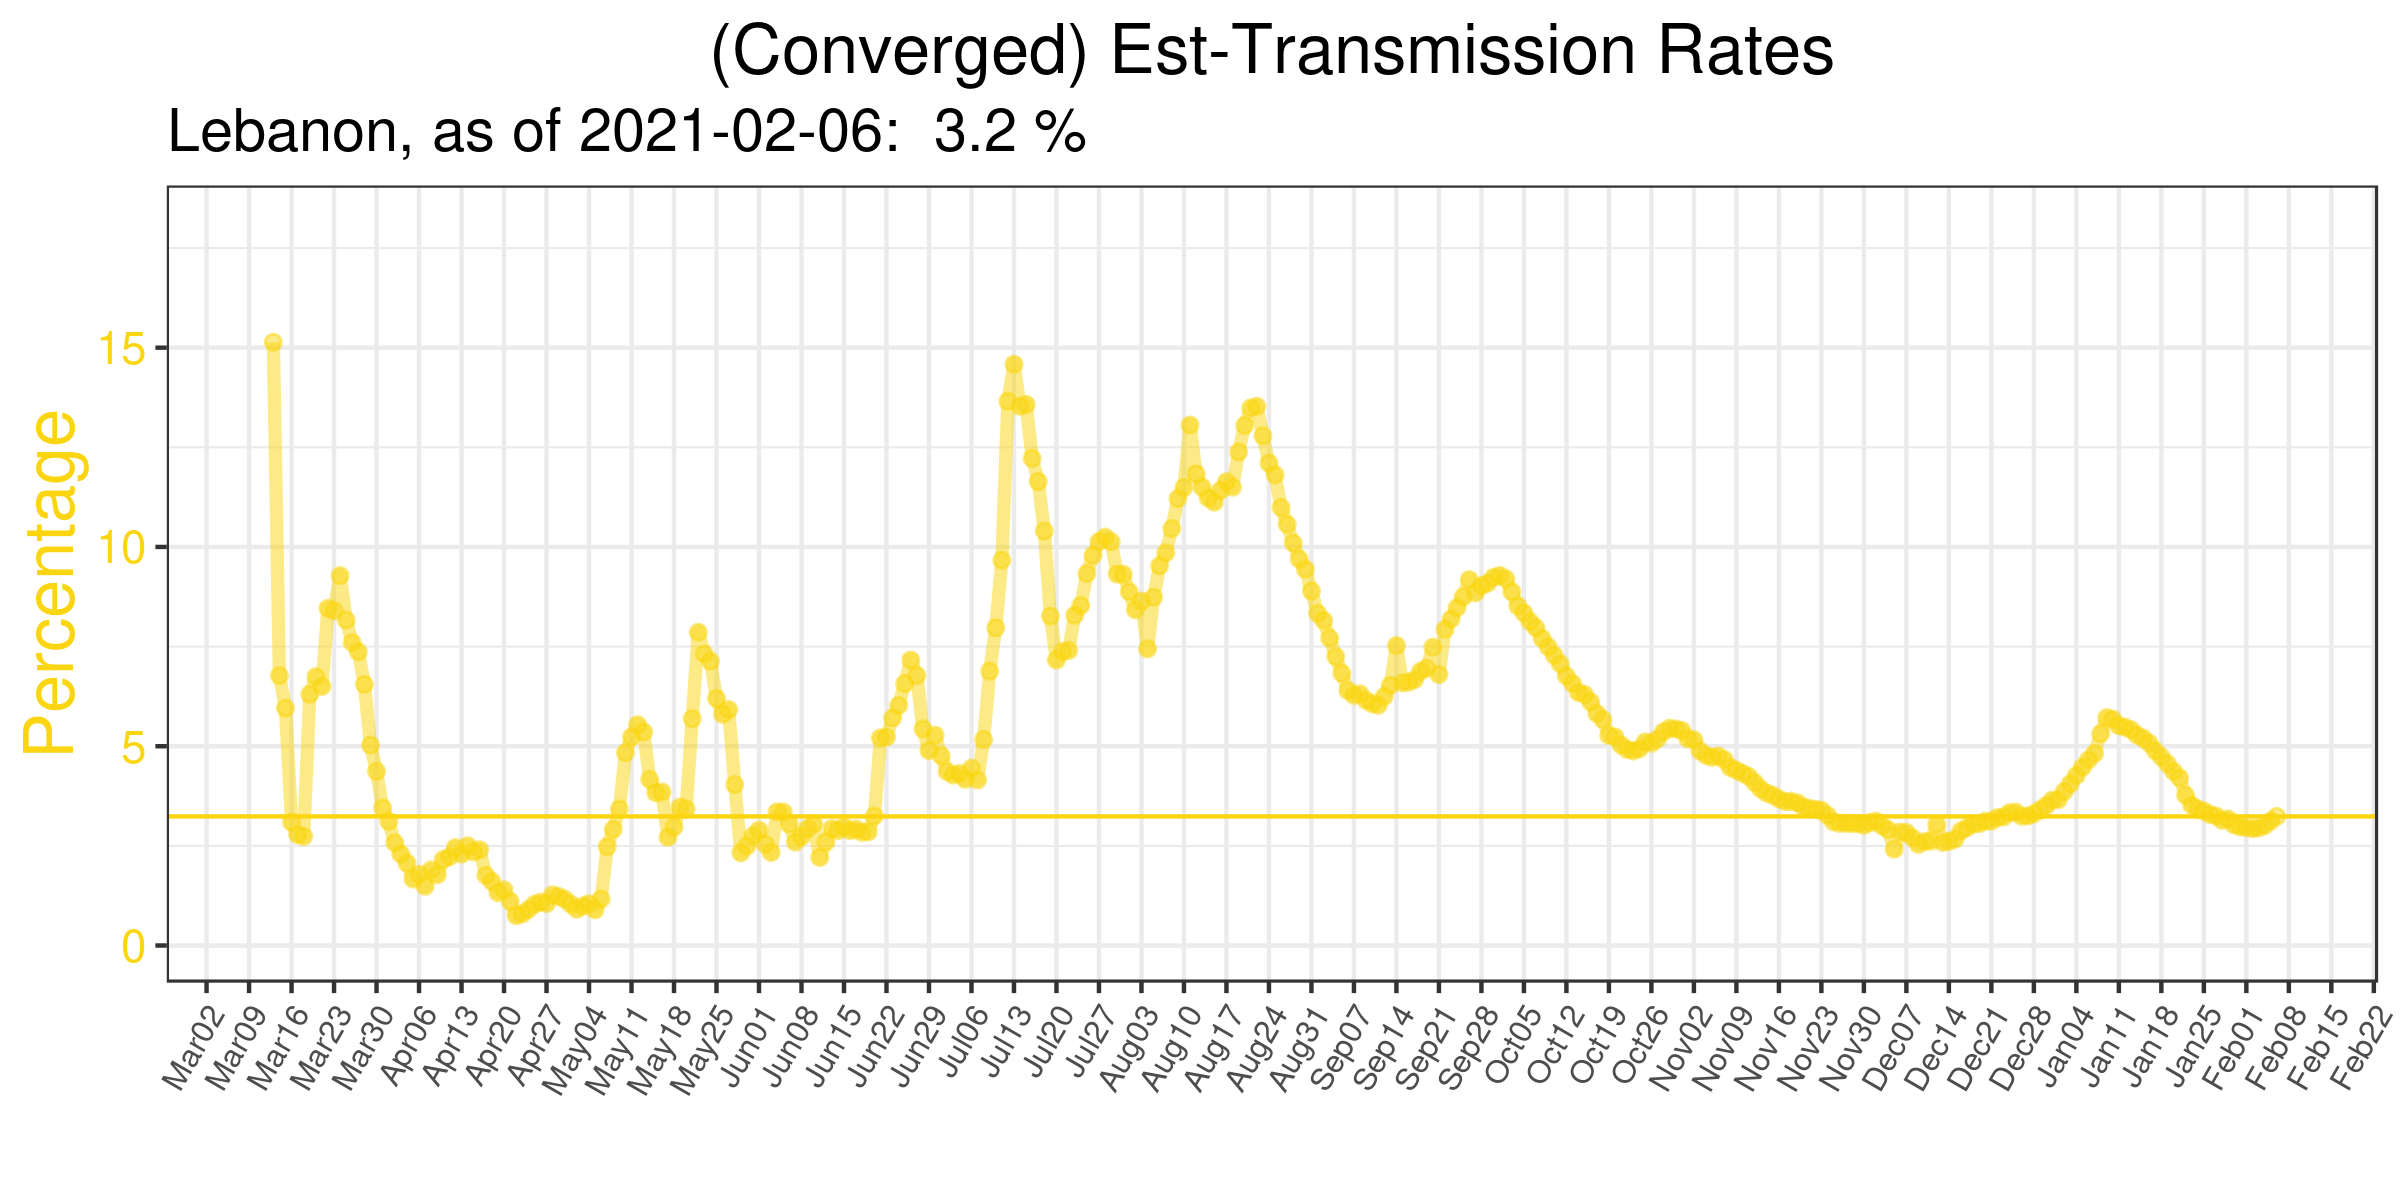 (Converged) Est-Transmission Rates
Lebanon, as of 2021-02-06:  3.2 %
Percentage
15
10
5
0
Mar02
Mar09
Mar16
Mar23
Mar30
Apr06
Apr13
Apr20
Apr27
May04
May11
May18
May25
Jun01
Jun08
Jun15
Jun22
Jun29
Jul06
Jul13
Jul20
Jul27
Aug03
Aug10
Aug17
Aug24
Aug31
Sep07
Sep14
Sep21
Sep28
Oct05
Oct12
Oct19
Oct26
Nov02
Nov09
Nov16
Nov23
Nov30
Dec07
Dec14
Dec21
Dec28
Jan04
Jan11
Jan18
Jan25
Feb01
Feb08
Feb15
Feb22